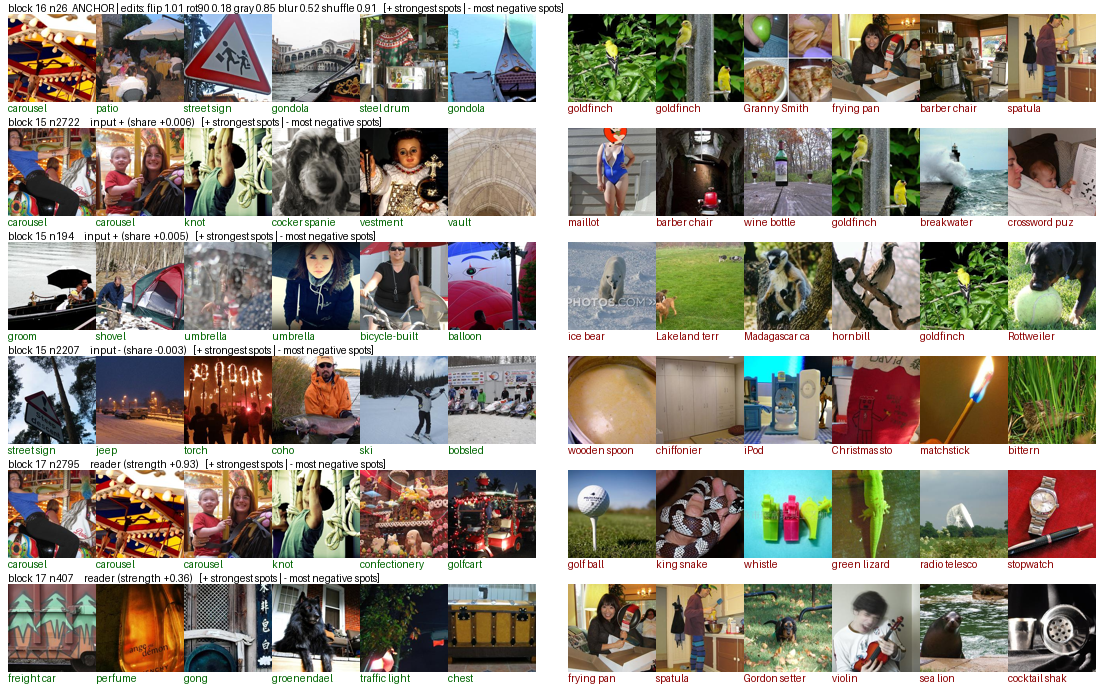 block 16 n26 ANCHOR | edits: flip 1.01 rot90 0.18 gray 0.85 blur 0.52 shuffle 0.91 [+ strongest spots | - most negative spots]
carousel patio street sign gondola steel drum gondola goldfinch goldfinch Granny Smith frying pan barber chair spatula
block 15 n2722 input + (share +0.006) [+ strongest spots | - most negative spots]
carousel carousel knot cocker spanie vestment vault maillot barber chair wine bottle goldfinch breakwater crossword puz
block 15 n194 input + (share +0.005) [+ strongest spots | - most negative spots]
PHOTOS.COM
groom shovel umbrella umbrella bicycle-built balloon ice bear Lakeland terr Madagascar ca hornbill goldfinch Rottweiler
block 15 n2207 input - (share -0.003) [+ strongest spots | - most negative spots]
street sign jeep torch coho ski bobsled wooden spoon chiffonier iPod Christmas sto matchstick bittern
block 17 n2795 reader (strength +0.93) [+ strongest spots | - most negative spots]
carousel carousel carousel knot confectionery golfcart golf ball king snake whistle green lizard radio telesco stopwatch
block 17 n407 reader (strength +0.36) [+ strongest spots | - most negative spots]
demon
freight car perfume gong groenendael traffic light chest frying pan spatula Gordon setter violin sea lion cocktail shak